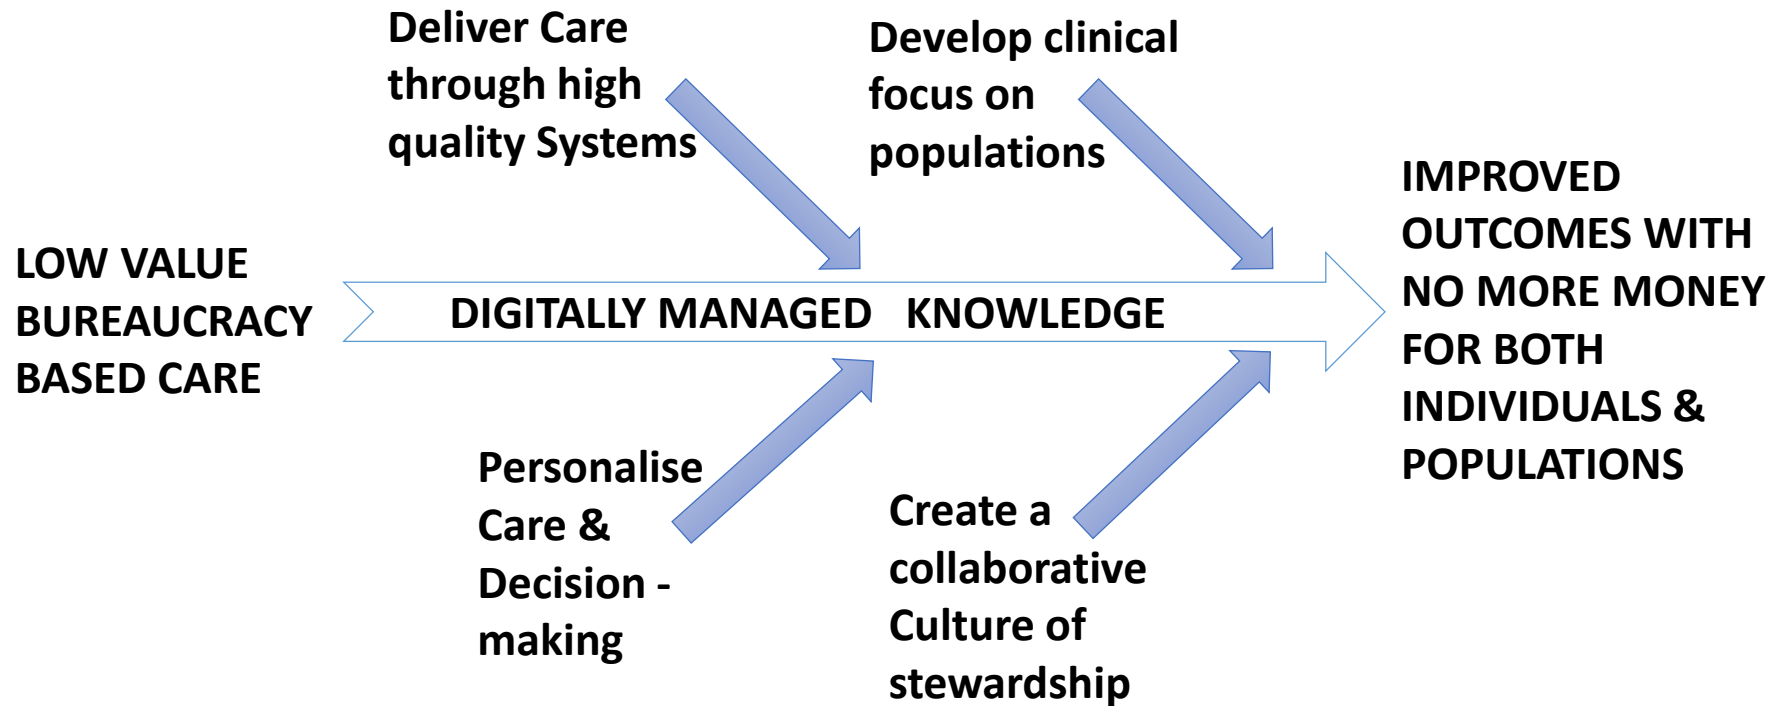 Deliver Care
through high
quality Systems
Develop clinical
focus on
populations
LOW VALUE
BUREAUCRACY
BASED CARE
DIGITALLY MANAGED   KNOWLEDGE
IMPROVED
OUTCOMES WITH
NO MORE MONEY
FOR BOTH
INDIVIDUALS &
POPULATIONS
Personalise
Care &
Decision -
making
Create a
collaborative
Culture of
stewardship